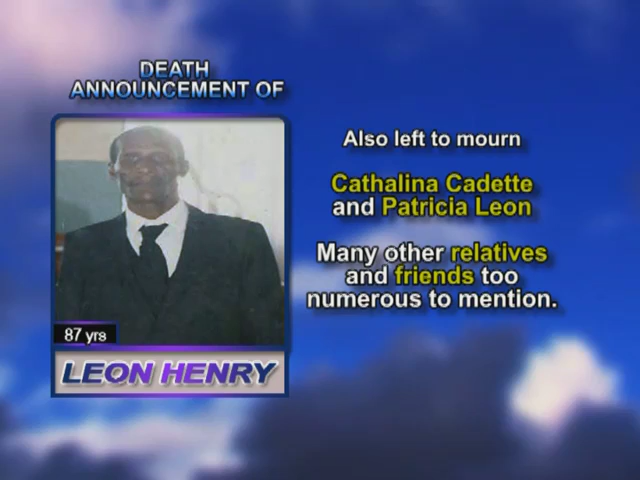 DEATH
ANNOUNCEMENT OF
87 yrs
LEON HENRY
Also left to mourn
Cathalina Cadette
and Patricia Leon
Many other relatives
and friends too
numerous to mention.